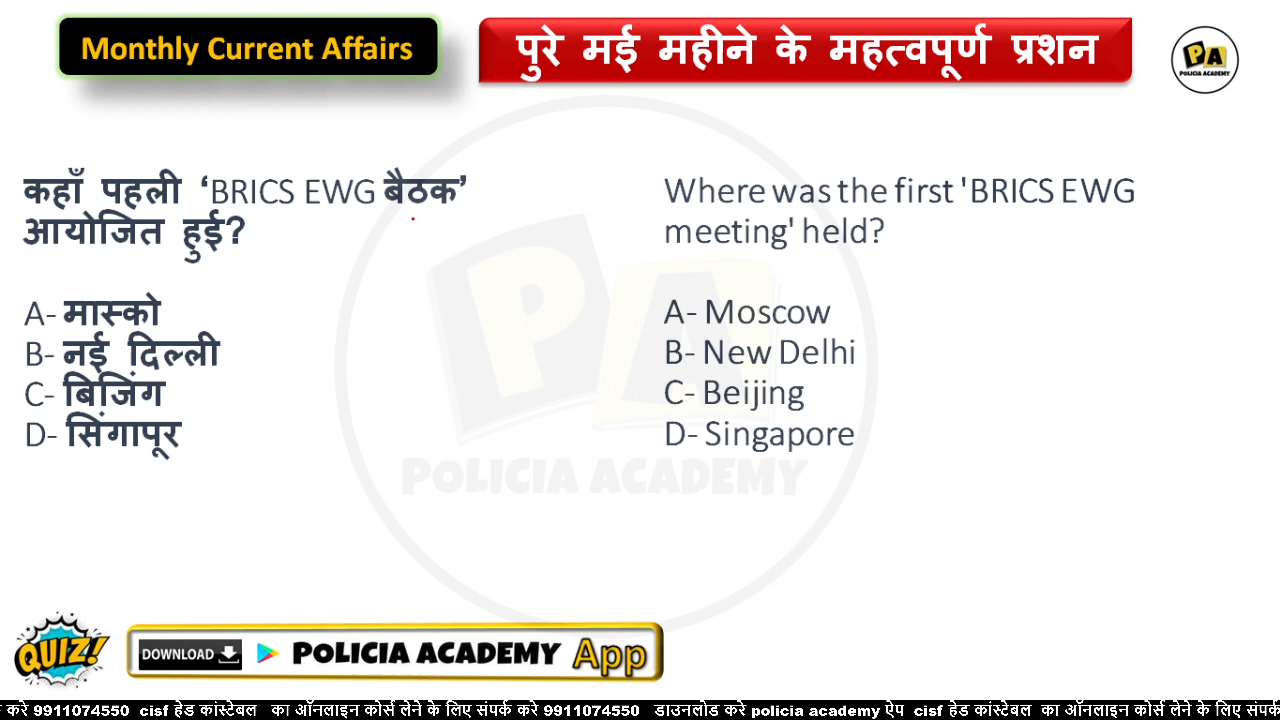 Monthly Current Affairs
पुरे मई महीने के महत्वपूर्ण प्रशन
PA
POLICIA ACADEMY
कहाँ पहली ‘BRICS EWG बैठक’
आयोजित हुई?
A- मास्को
B- नई दिल्ली
C- बिजिंग
D- सिंगापूर
Where was the first 'BRICS EWG
meeting' held?
A- Moscow
B- New Delhi
C- Beijing
D- Singapore
PA
POLICIA ACADEMY
QUIZ!
DOWNLOAD POLICIA ACADEMY App
करे 9911074550 cisf हेड कांस्टेबल का ऑनलाइन कोर्स लेने के लिए संपर्क करे 9911074550 डाउनलोड करे policia academy ऐप cisf हेड कांस्टेबल का ऑनलाइन कोर्स लेने के लिए संपर्क